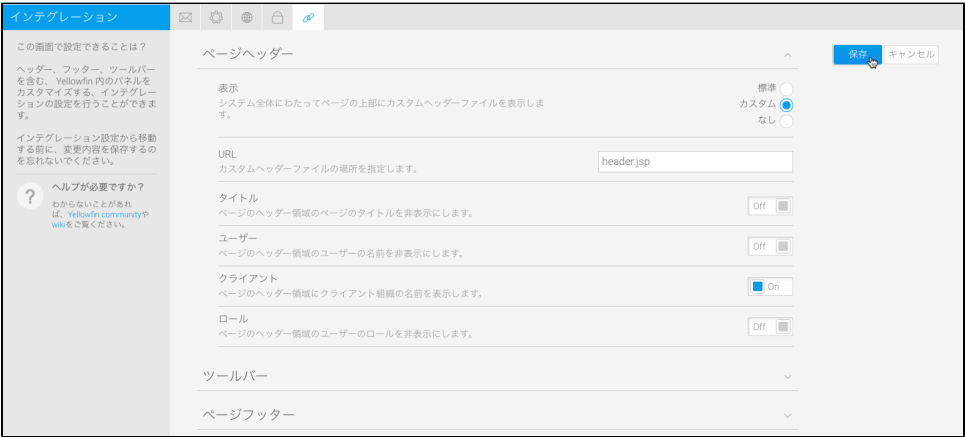 インテグレーション
この画面で設定できることは？
ヘッダー、フッター、ツールバー
を含む、Yellowfin 内のパネルを
カスタマイズする、インテグレー
ションの設定を行うことができま
す。
インテグレーション設定から移動
する前に、変更内容を保存するの
を忘れないでください。
?
ヘルプが必要ですか？
わからないことがあれ
ば、Yellowfin communityや
wikiをご覧ください。
ページヘッダー
表示
システム全体にわたってページの上部にカスタムヘッダーファイルを表示しま
す。
標準
カスタム
なし
URL
カスタムヘッダーファイルの場所を指定します。
header.jsp
タイトル
ページのヘッダー領域のページのタイトルを非表示にします。
Off
ユーザー
ページのヘッダー領域のユーザーの名前を非表示にします。
Off
クライアント
ページのヘッダー領域にクライアント組織の名前を表示します。
On
ロール
ページのヘッダー領域のユーザーのロールを非表示にします。
Off
ツールバー
ページフッター
保存
キャンセル